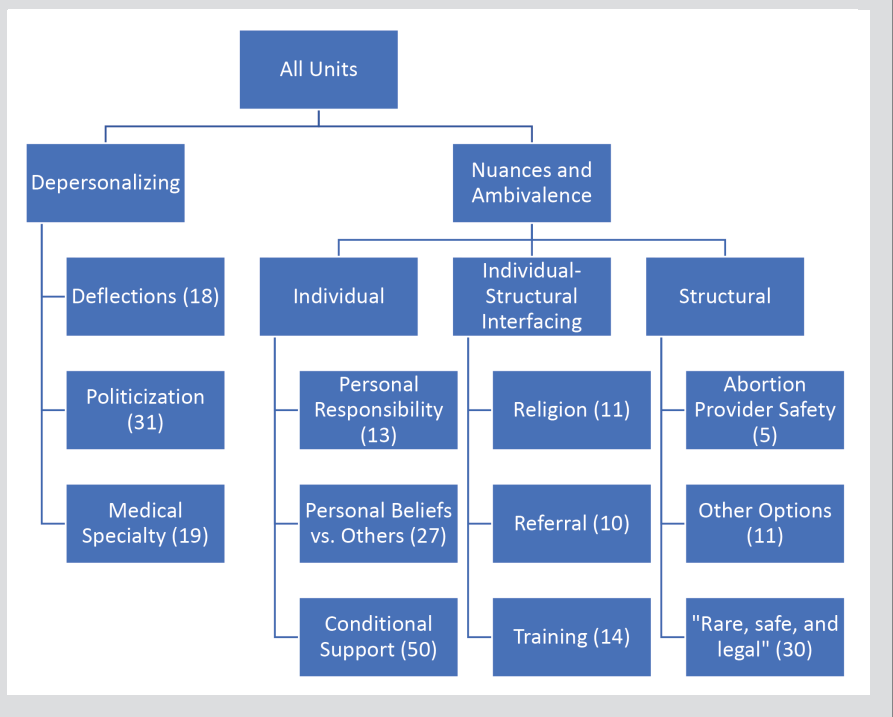 All Units
Depersonalizing
Nuances and
Ambivalence
Deflections (18)
Politicization
(31)
Medical
Specialty (19)
Individual
Personal
Responsibility
(13)
Personal Beliefs
vs. Others (27)
Conditional
Support (50)
Individual-
Structural
Interfacing
Religion (11)
Referral (10)
Training (14)
Structural
Abortion
Provider Safety
(5)
Other Options
(11)
"Rare, safe, and
legal" (30)